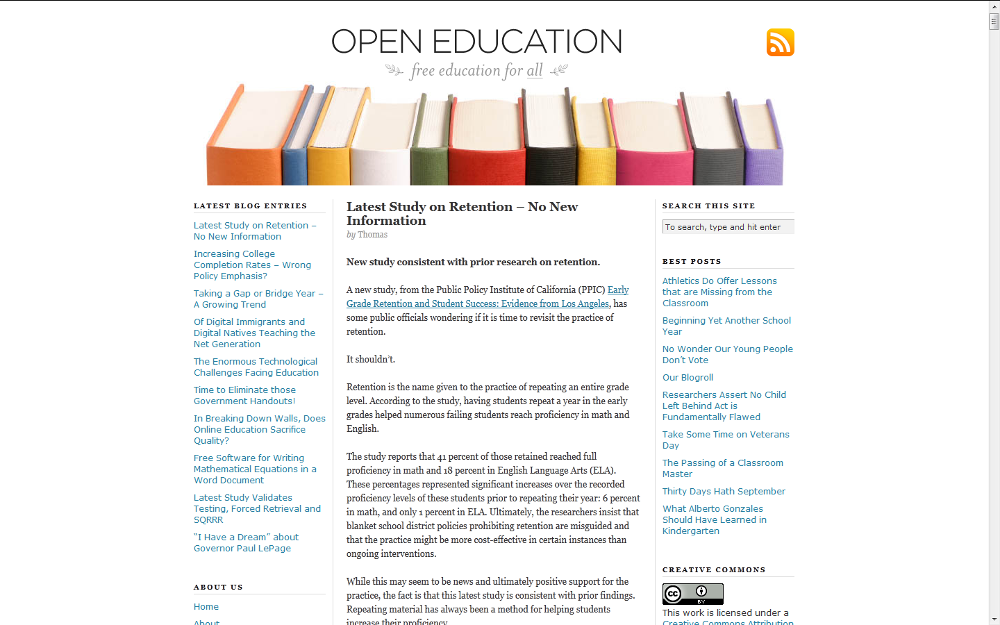 OPEN EDUCATION
free education for all
LATEST BLOG ENTRIES
Latest Study on Retention –
No New Information
Increasing College
Completion Rates – Wrong
Policy Emphasis?
Taking a Gap or Bridge Year –
A Growing Trend
Of Digital Immigrants and
Digital Natives Teaching the
Net Generation
The Enormous Technological
Challenges Facing Education
Time to Eliminate those
Government Handouts!
In Breaking Down Walls, Does
Online Education Sacrifice
Quality?
Free Software for Writing
Mathematical Equations in a
Word Document
Latest Study Validates
Testing, Forced Retrieval and
SQRRR
“I Have a Dream” about
Governor Paul LePage
ABOUT US
Home
About
Latest Study on Retention – No New
Information
by Thomas
New study consistent with prior research on retention.
A new study, from the Public Policy Institute of California (PPIC) Early
Grade Retention and Student Success: Evidence from Los Angeles, has
some public officials wondering if it is time to revisit the practice of
retention.
It shouldn’t.
Retention is the name given to the practice of repeating an entire grade
level. According to the study, having students repeat a year in the early
grades helped numerous failing students reach proficiency in math and
English.
The study reports that 41 percent of those retained reached full
proficiency in math and 18 percent in English Language Arts (ELA).
These percentages represented significant increases over the recorded
proficiency levels of these students prior to repeating their year: 6 percent
in math, and only 1 percent in ELA. Ultimately, the researchers insist that
blanket school district policies prohibiting retention are misguided and
that the practice might be more cost-effective in certain instances than
ongoing interventions.
While this may seem to be news and ultimately positive support for the
practice, the fact is that this latest study is consistent with prior findings.
Repeating material has always been a method for helping students
increase their proficiency
SEARCH THIS SITE
To search, type and hit enter
BEST POSTS
Athletics Do Offer Lessons
that are Missing from the
Classroom
Beginning Yet Another School
Year
No Wonder Our Young People
Don’t Vote
Our Blogroll
Researchers Assert No Child
Left Behind Act is
Fundamentally Flawed
Take Some Time on Veterans
Day
The Passing of a Classroom
Master
Thirty Days Hath September
What Alberto Gonzales
Should Have Learned in
Kindergarten
CREATIVE COMMONS
cc
BY
This work is licensed under a
Creative Commons Attribution